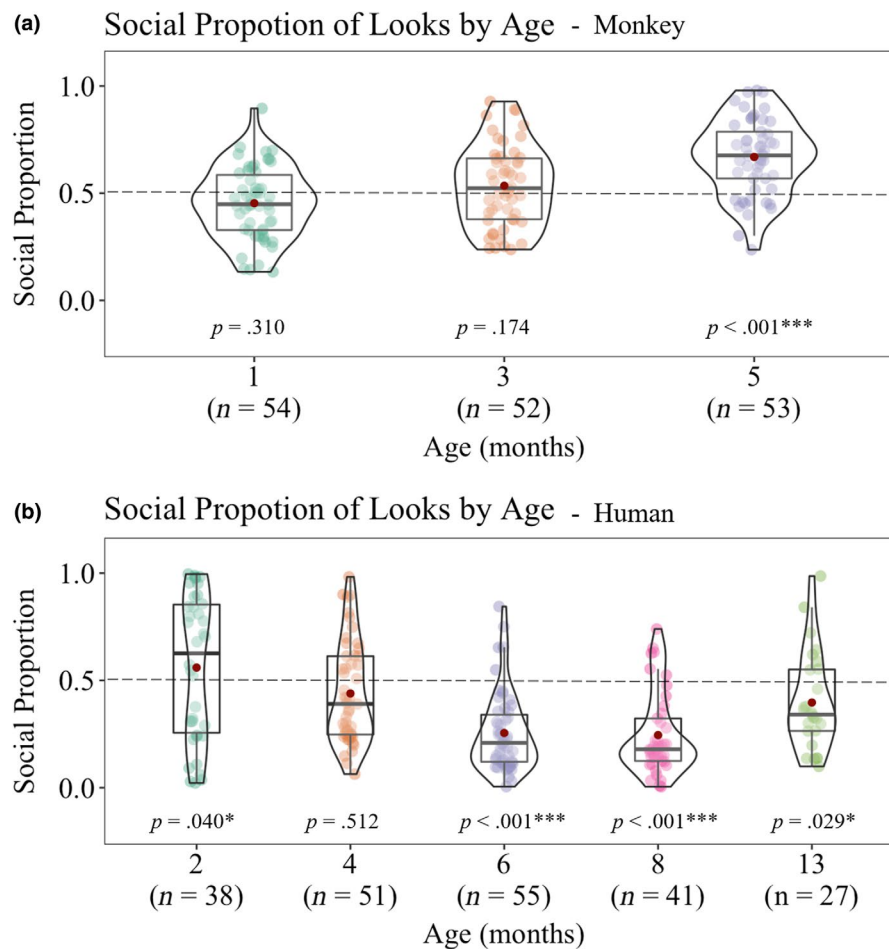 (a) Social Propotion of Looks by Age - Monkey
Social Proportion
1.0
0.5
0.0
p = .310 p = .174 p < .001***
1 3 5
(n = 54) (n = 52) (n = 53)
Age (months)
(b) Social Propotion of Looks by Age - Human
Social Proportion
1.0
0.5
0.0
p = .040* p = .512 p < .001*** p < .001*** p = .029*
2 4 6 8 13
(n = 38) (n = 51) (n = 55) (n = 41) (n = 27)
Age (months)